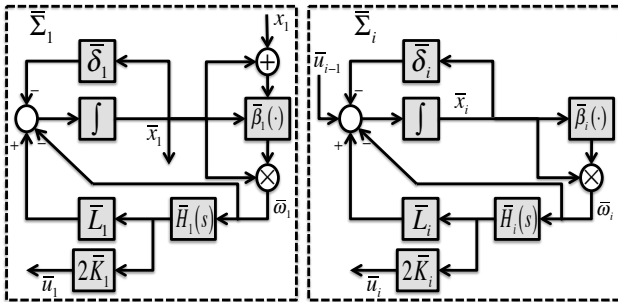 Σ̄₁
x₁
δ̄₁
−
+
∫
x̄₁
β̄₁(·)
+
−
×
ω̄₁
L̄₁
H̄₁(s)
ū₁
2K̄₁
Σ̄ᵢ
ūᵢ₋₁
δ̄ᵢ
−
∫
x̄ᵢ
β̄ᵢ(·)
+
−
×
ω̄ᵢ
L̄ᵢ
H̄ᵢ(s)
ūᵢ
2K̄ᵢ